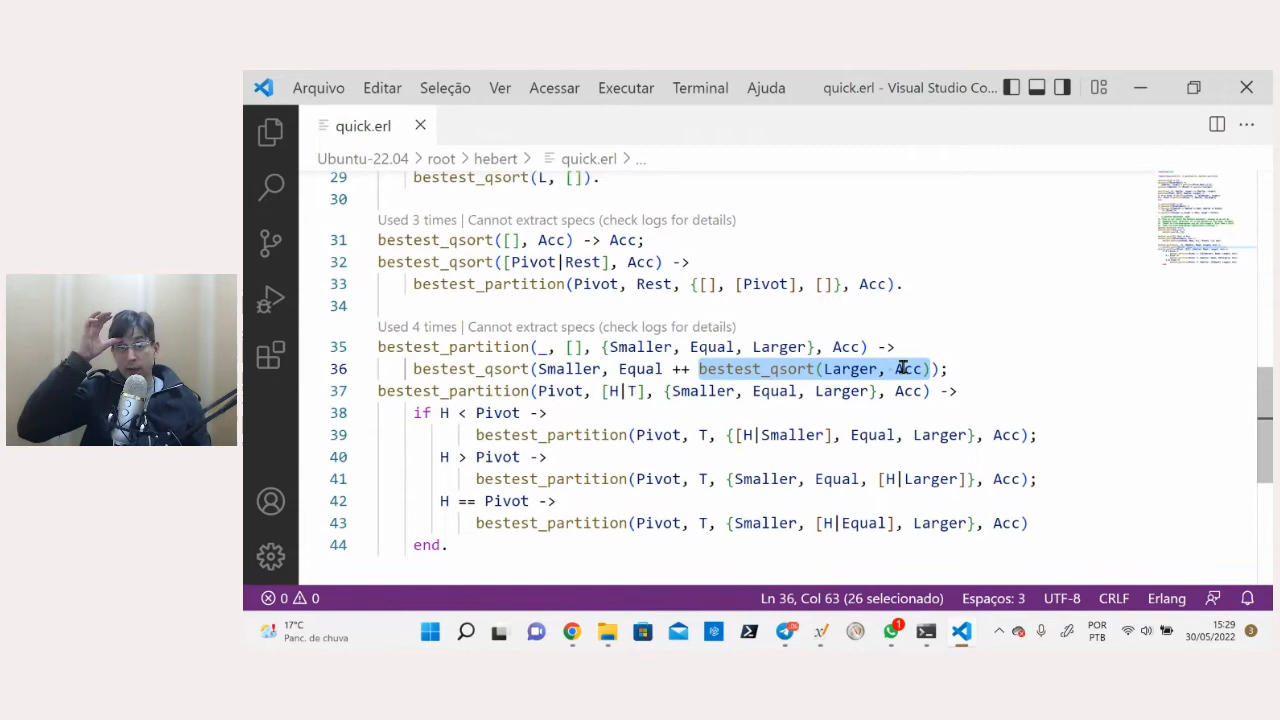 Arquivo Editar Seleção Ver Acessar Executar Terminal Ajuda quick.erl - Visual Studio Co...
quick.erl
Ubuntu-22.04 > root > hebert > quick.erl > ...
29 bestest_qsort(L, []).
30
Used 3 times | Cannot extract specs (check logs for details)
31 bestest_qsort([], Acc) -> Acc;
32 bestest_qsort([Pivot|Rest], Acc) ->
33 bestest_partition(Pivot, Rest, {[], [Pivot], []}, Acc).
34
Used 4 times | Cannot extract specs (check logs for details)
35 bestest_partition(_, [], {Smaller, Equal, Larger}, Acc) ->
36 bestest_qsort(Smaller, Equal ++ bestest_qsort(Larger, Acc));
37 bestest_partition(Pivot, [H|T], {Smaller, Equal, Larger}, Acc) ->
38 if H < Pivot ->
39 bestest_partition(Pivot, T, {[H|Smaller], Equal, Larger}, Acc);
40 H > Pivot ->
41 bestest_partition(Pivot, T, {Smaller, Equal, [H|Larger]}, Acc);
42 H == Pivot ->
43 bestest_partition(Pivot, T, {Smaller, [H|Equal], Larger}, Acc)
44 end.
0 0 Ln 36, Col 63 (26 selecionado) Espaços: 3 UTF-8 CRLF Erlang
17°C
Panc. de chuva
1
POR
PTB
15:29
30/05/2022
3